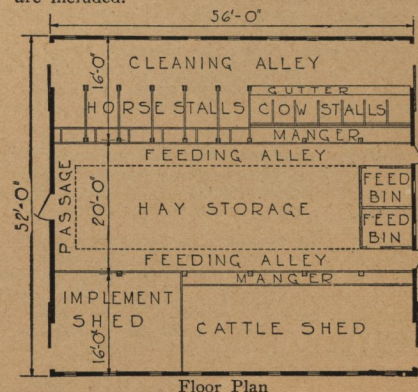 are included.
56'-0"
CLEANING ALLEY
16'-0"
GUTTER
HORSE STALLS
COW STALLS
MANGER
FEEDING ALLEY
52'-0"
PASSAGE
20'-0"
HAY STORAGE
FEED
BIN
FEED
BIN
FEEDING ALLEY
MANGER
IMPLEMENT
SHED
16'-0"
CATTLE SHED
Floor Plan